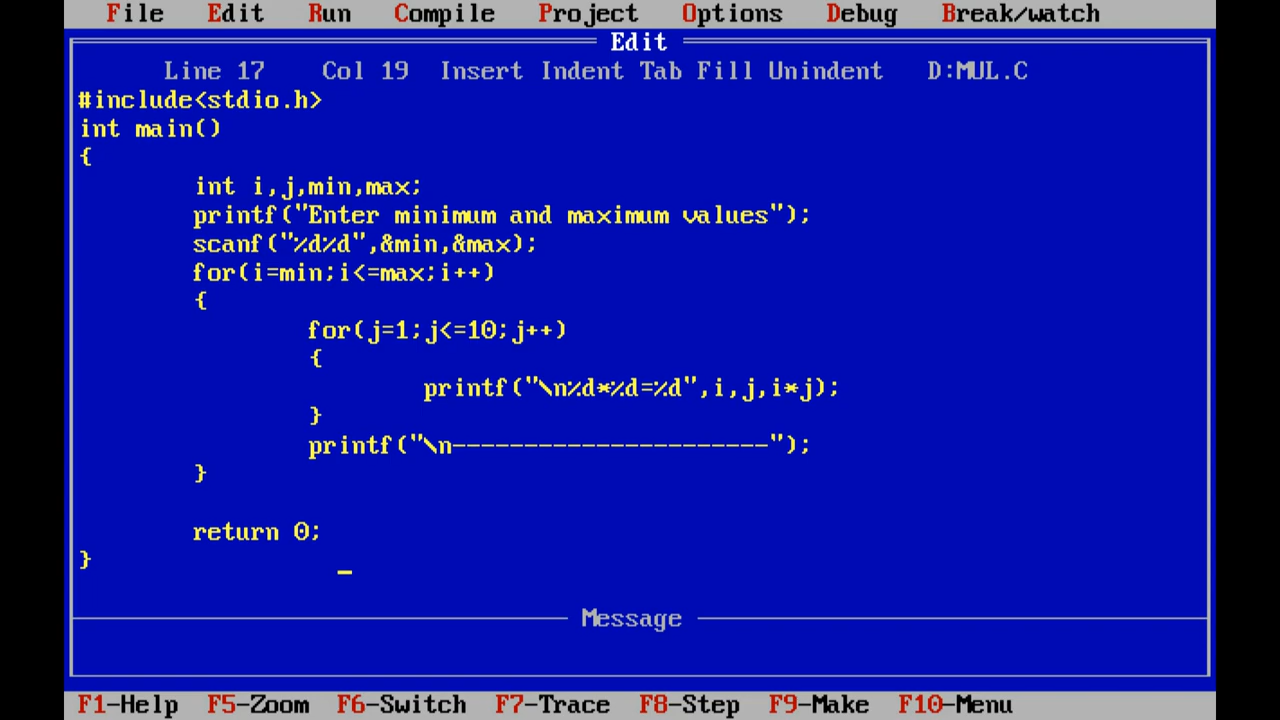 File Edit Run Compile Project Options Debug Break/watch
Edit
Line 17 Col 19 Insert Indent Tab Fill Unindent D:MUL.C
#include<stdio.h>
int main()
{
        int i,j,min,max;
        printf("Enter minimum and maximum values");
        scanf("%d%d",&min,&max);
        for(i=min;i<=max;i++)
        {
                for(j=1;j<=10;j++)
                {
                        printf("\n%d*%d=%d",i,j,i*j);
                }
                printf("\n----------------------");
        }
        return 0;
}
Message
F1-Help F5-Zoom F6-Switch F7-Trace F8-Step F9-Make F10-Menu